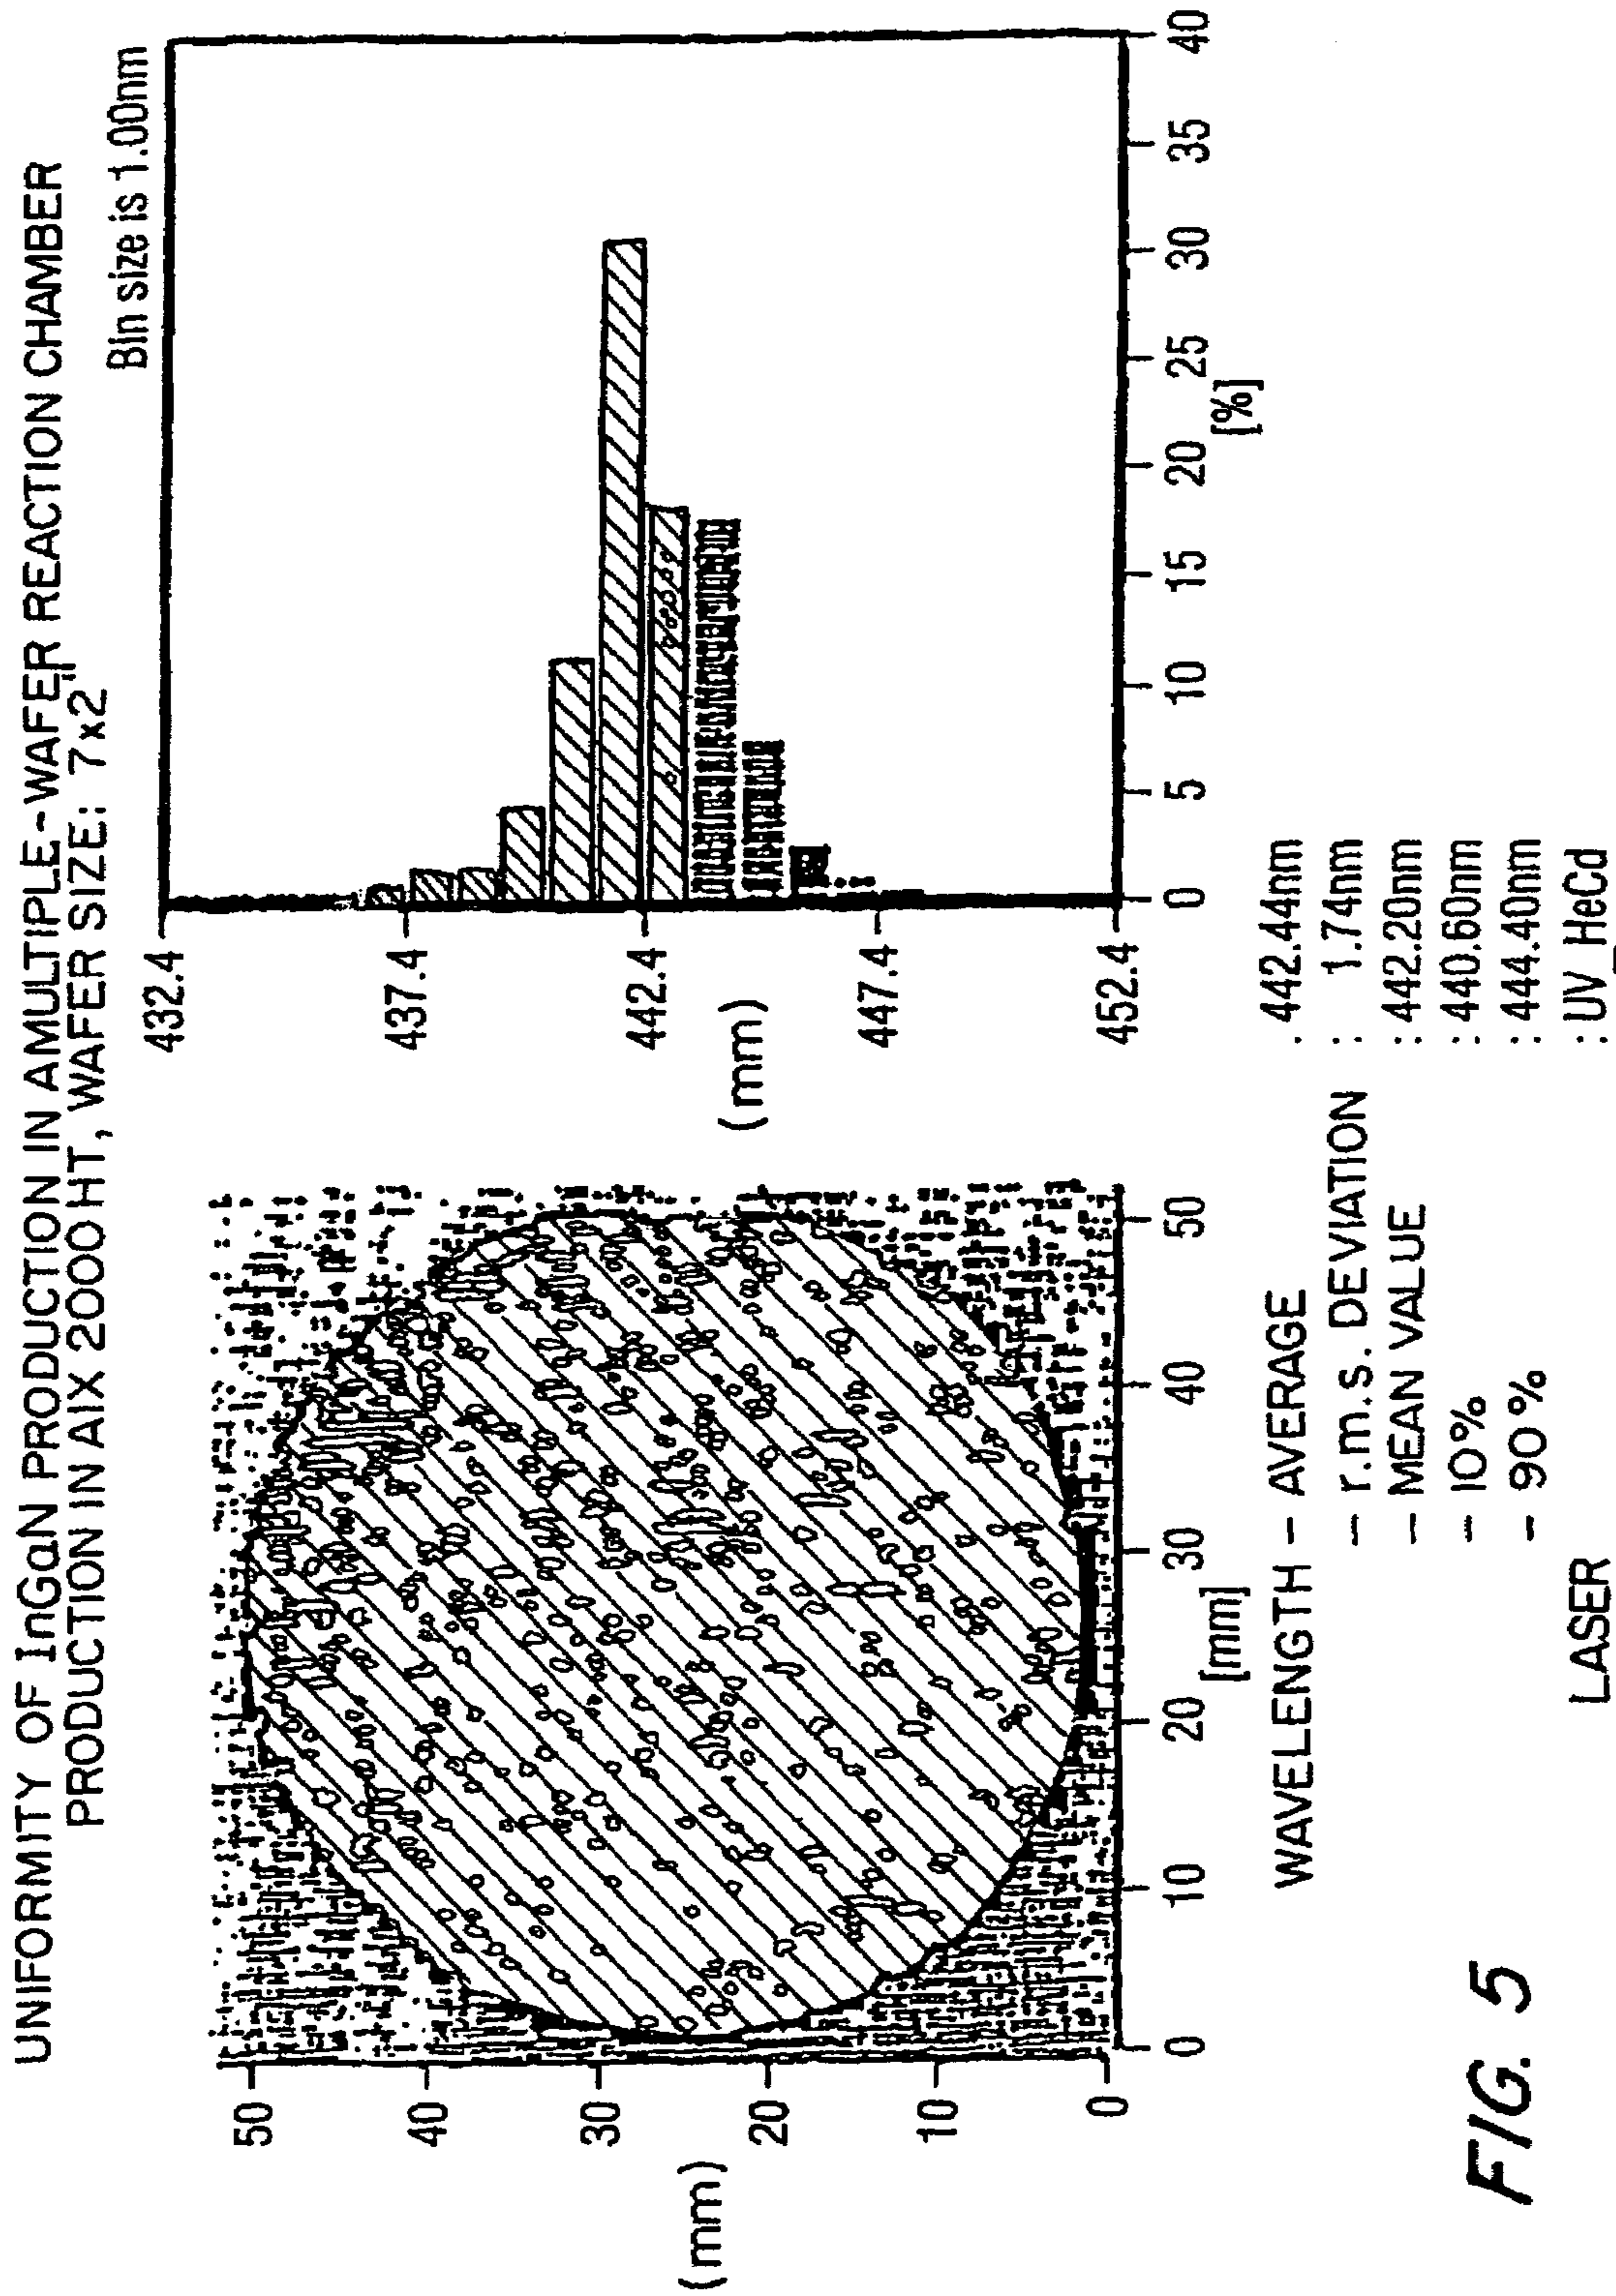 UNIFORMITY OF InGaN PRODUCTION IN AMULTIPLE-WAFER REACTION CHAMBER
PRODUCTION IN AIX 2000 HT, WAFER SIZE: 7x2"
Bin size is 1.00nm
(mm)
50
40
30
20
10
0
0
10
20
30
40
50
[mm]
(mm)
432.4
437.4
442.4
447.4
452.4
0
5
10
15
20
25
30
35
40
[%]
WAVELENGTH - AVERAGE : 442.44nm
- r.m.s. DEVIATION : 1.74nm
- MEAN VALUE : 442.20nm
- 10% : 440.60nm
- 90% : 444.40nm
LASER : UV_HeCd
FIG. 5